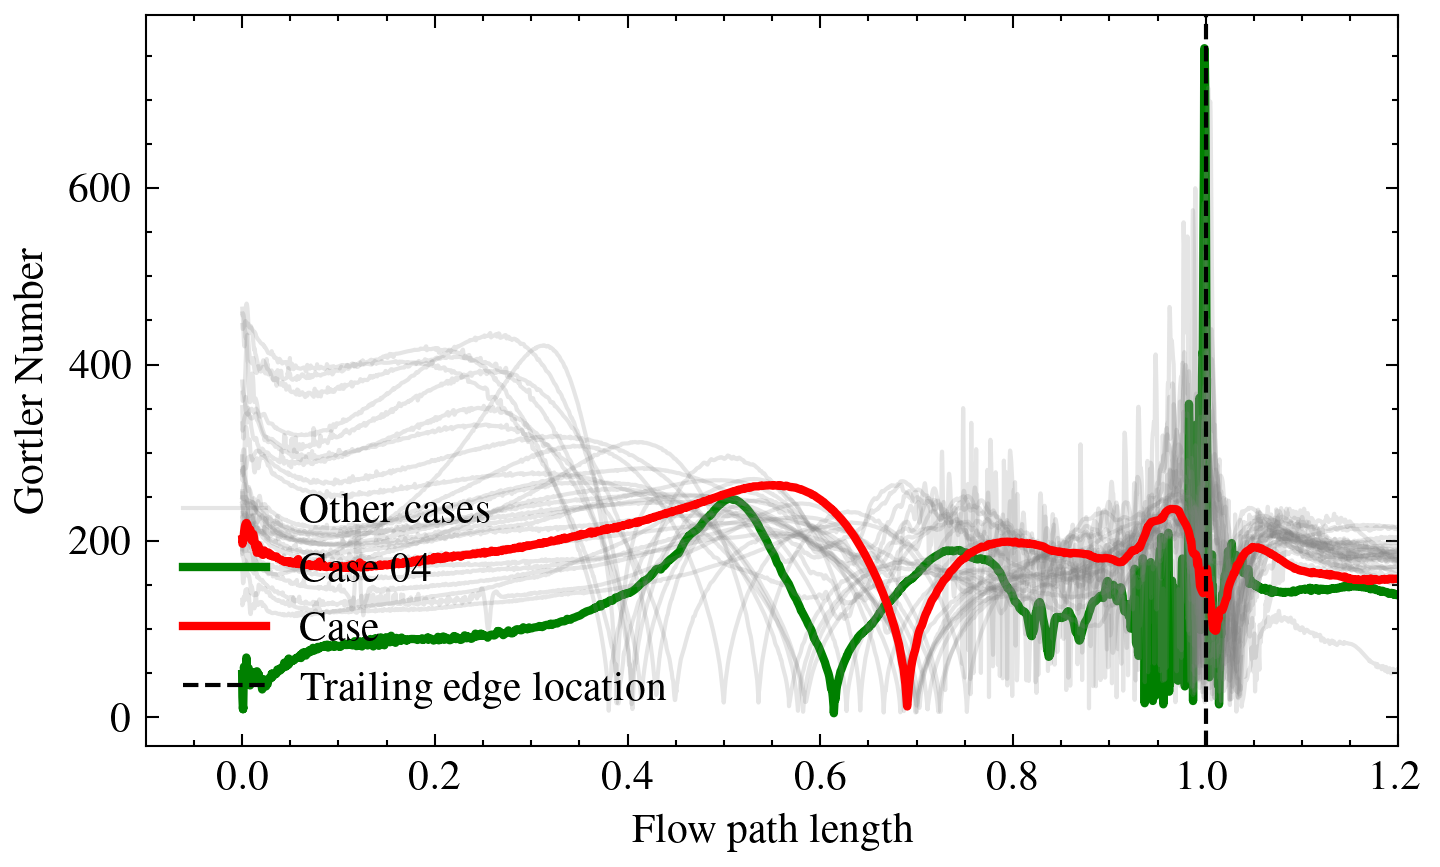 600
400
200
0
Gortler Number
Other cases
Case 04
Case
Trailing edge location
0.0 0.2 0.4 0.6 0.8 1.0 1.2
Flow path length